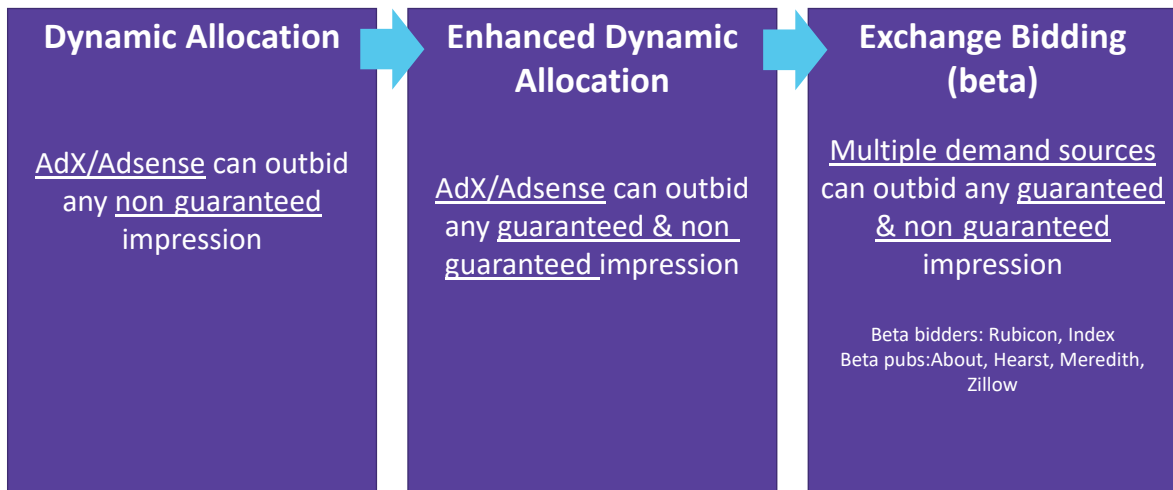 Dynamic Allocation
AdX/Adsense can outbid
any non guaranteed
impression
Enhanced Dynamic
Allocation
AdX/Adsense can outbid
any guaranteed & non
guaranteed impression
Exchange Bidding
(beta)
Multiple demand sources
can outbid any guaranteed
& non guaranteed
impression
Beta bidders: Rubicon, Index
Beta pubs:About, Hearst, Meredith,
Zillow